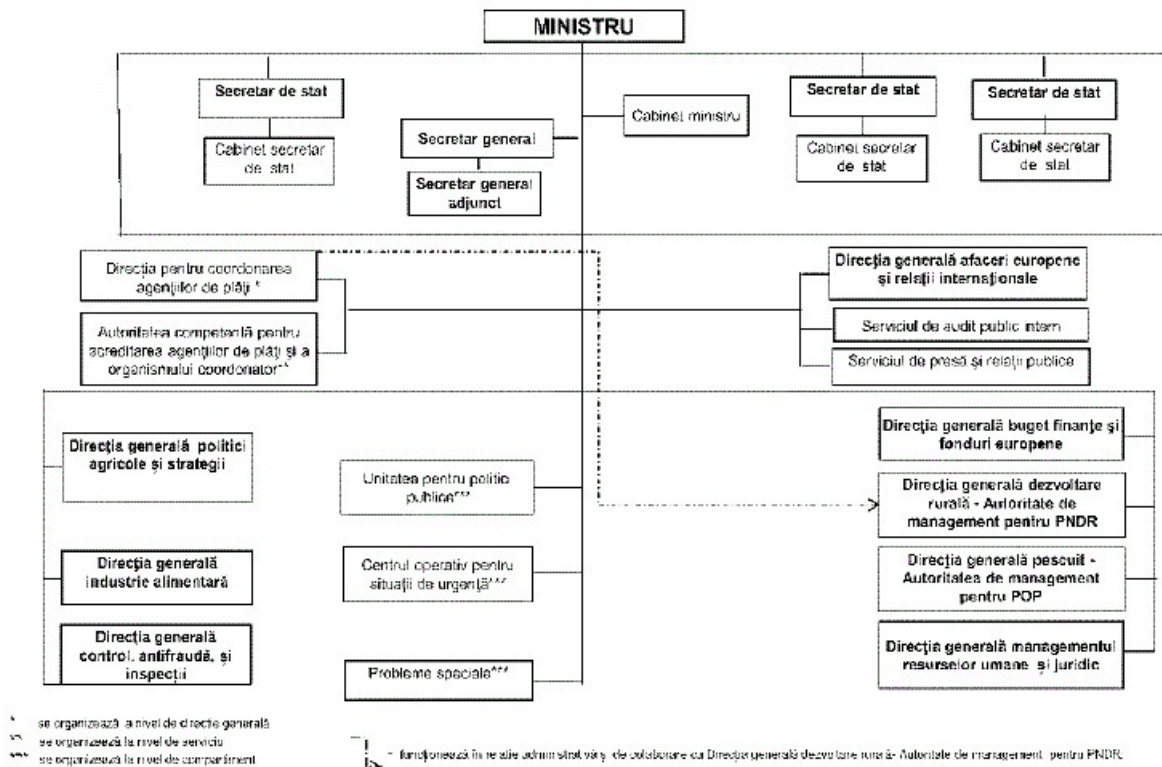 MINISTRU
Secretar de stat
Cabinet secretar
de stat
Secretar general
Secretar general
adjunct
Cabinet ministru
Secretar de stat
Cabinet secretar
de stat
Secretar de stat
Cabinet secretar
de stat
Direcția pentru coordonarea
agențiilor de plăți *
Autoritatea competentă pentru
acreditarea agențiilor de plăți și a
organismului coordonator**
Direcția generală afaceri europene
și relații internationale
Serviciul de audit public intern
Serviciul de presă și relații publice
Direcția generală politici
agricole și strategii
Direcția generală
industrie alimentară
Direcția generală
control, antifraudă, și
inspecții
Unitatea pentru politic
publice***
Centrul operativ pentru
situații de urgență***
Probleme speciale***
Direcția generală buget finanțe și
fonduri europene
Direcția generală dezvoltare
rurală - Autoritate de
management pentru PNDR
Direcția generală pescuit -
Autoritatea de management
pentru POP
Direcția generală managementul
resurselor umane și juridic
* se organizează la nivel de direcție generală
** se organizează la nivel de serviciu
*** se organizează la nivel de compartiment
- funcționează în relație administrativă și de colaborare cu Direcția generală dezvoltare rurală- Autoritate de management pentru PNDR